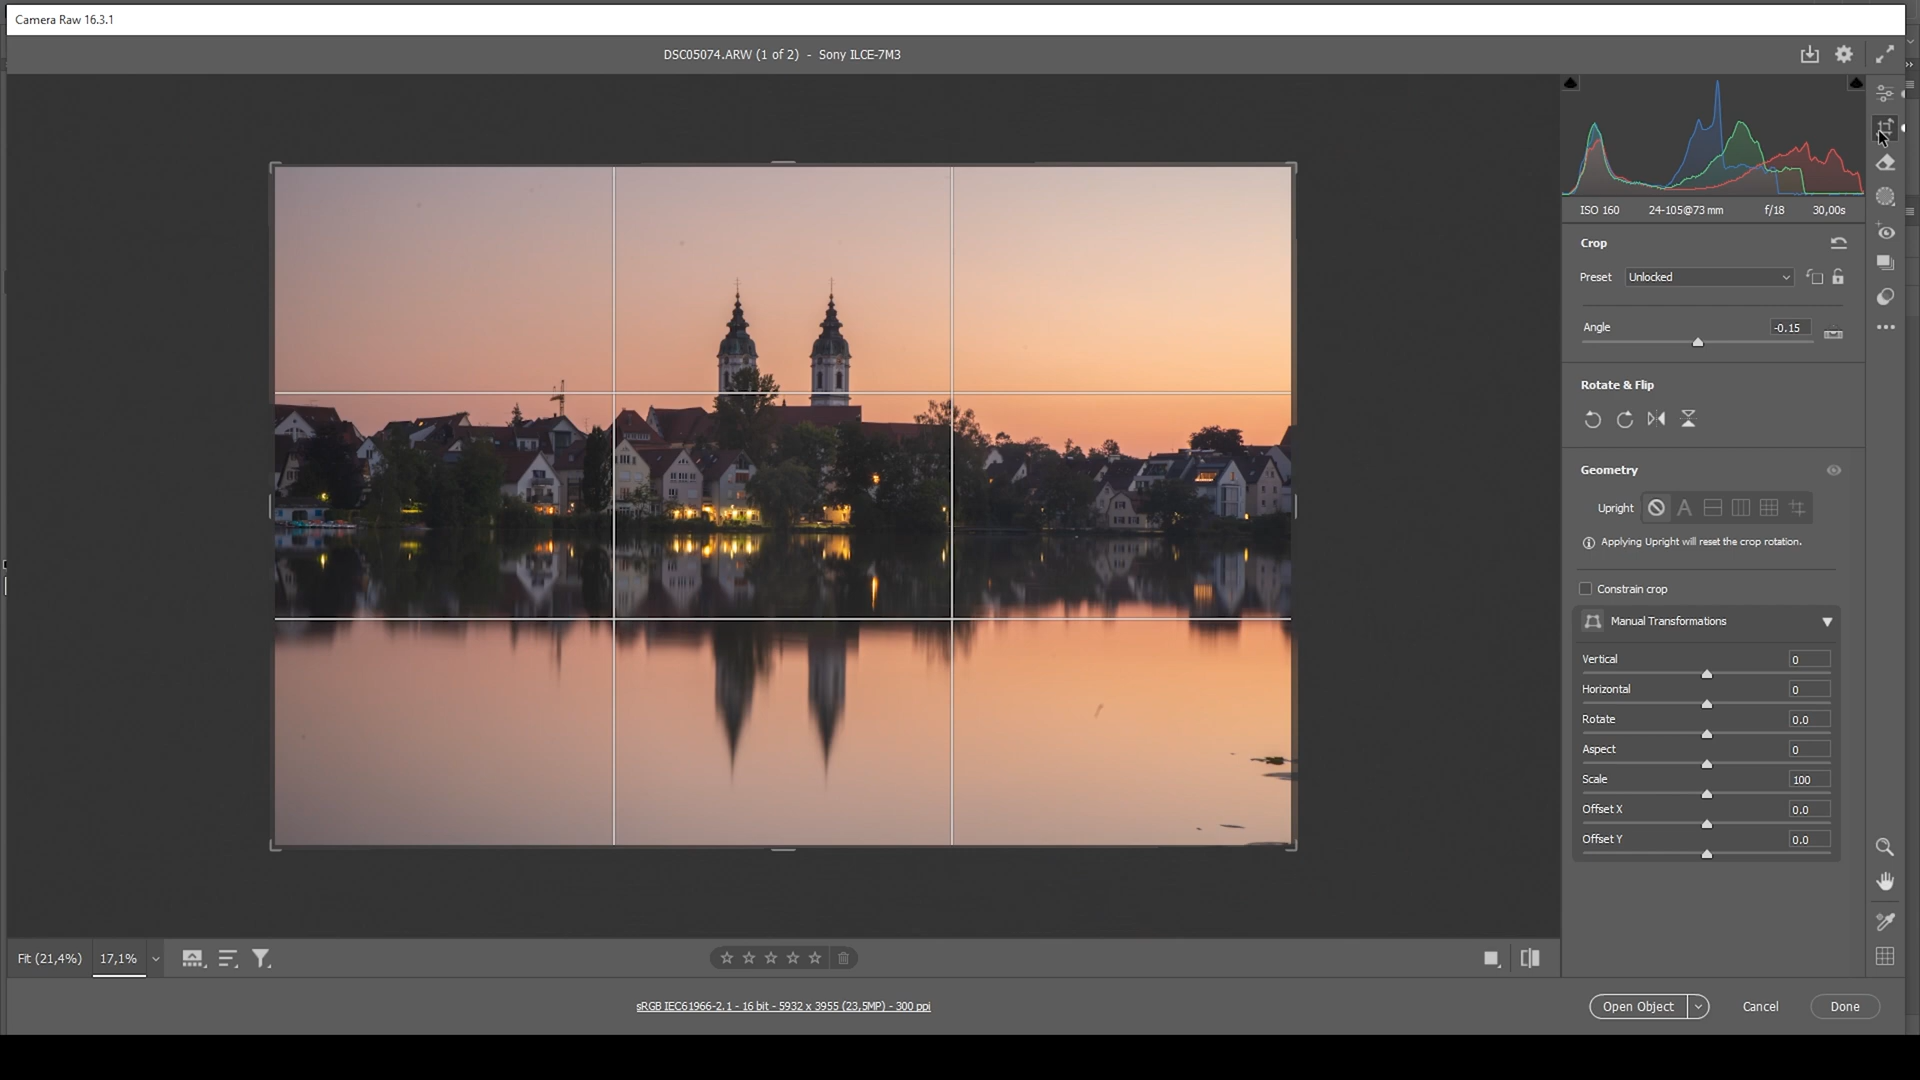 Camera Raw 16.3.1
DSC05074.ARW (1 of 2) - Sony ILCE-7M3
ISO 160 24-105@73 mm f/18 30,00s
Crop
Preset Unlocked
Angle -0.15
Rotate & Flip
Geometry
Upright A
Applying Upright will reset the crop rotation.
Constrain crop
Manual Transformations
Vertical 0
Horizontal 0
Rotate 0.0
Aspect 0
Scale 100
Offset X 0.0
Offset Y 0.0
Fit (21,4%) 17,1%
sRGB IEC61966-2.1 - 16 bit - 5932 x 3955 (23,5MP) - 300 ppi
Open Object Cancel Done